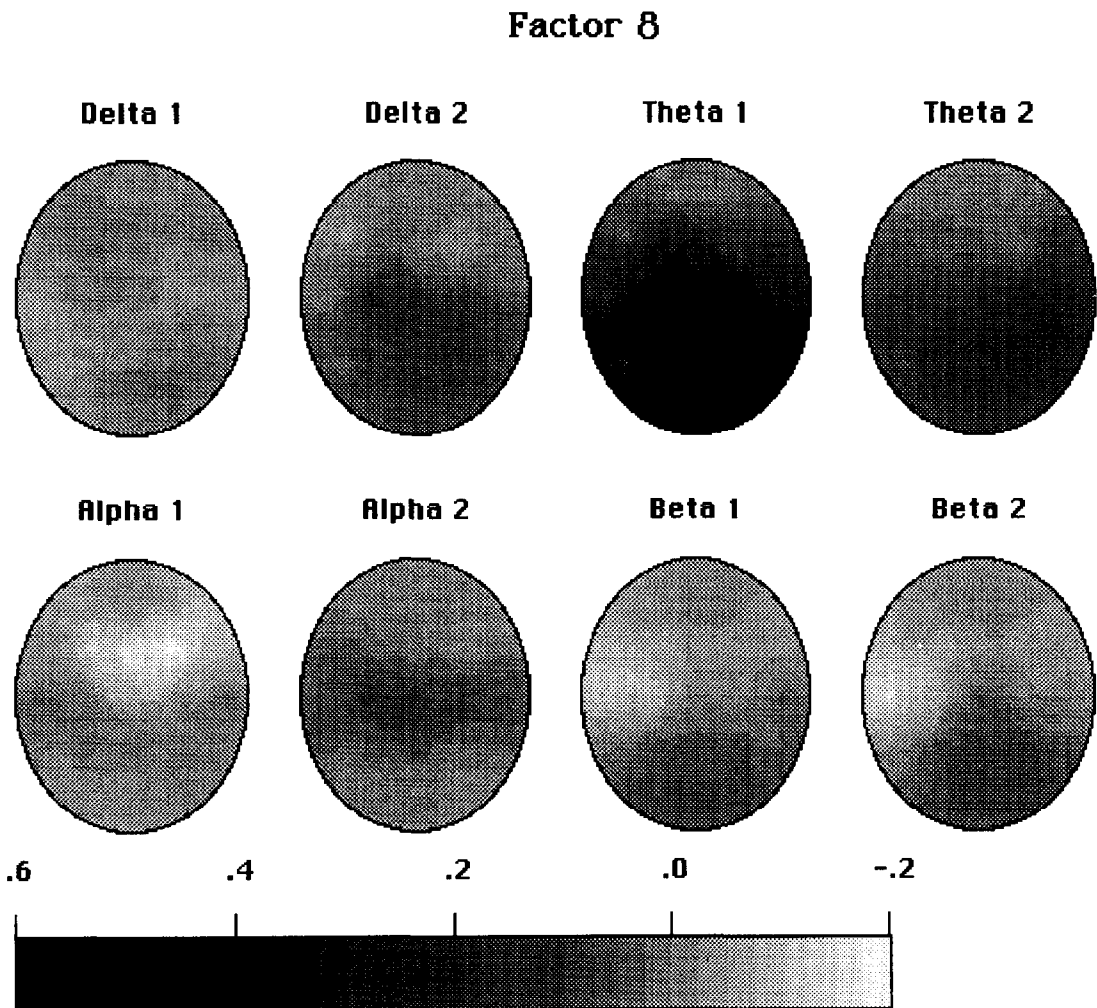 Factor 8
Delta 1 Delta 2 Theta 1 Theta 2
Alpha 1 Alpha 2 Beta 1 Beta 2
.6 .4 .2 .0 -.2